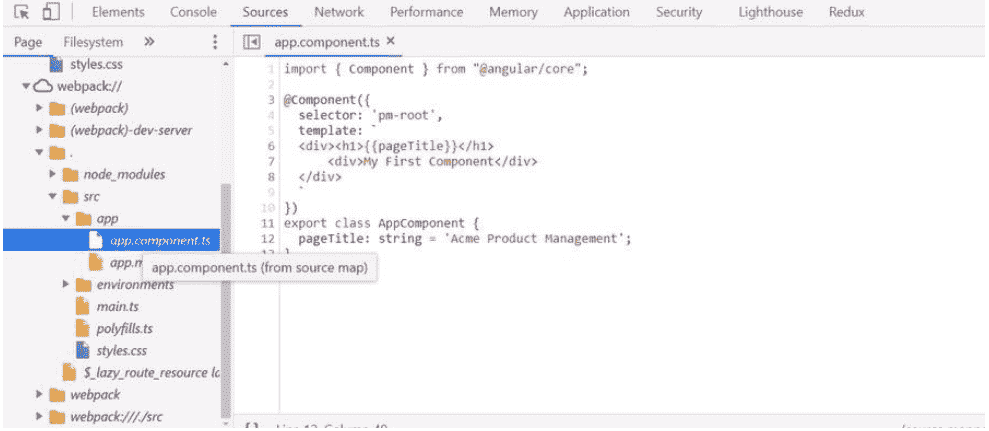 Elements Console Sources Network Performance Memory Application Security Lighthouse Redux
Page Filesystem » app.component.ts ×
styles.css
webpack://
(webpack)
(webpack)-dev-server
.
node_modules
src
app
app.component.ts
app.m
app.component.ts (from source map)
environments
main.ts
polyfills.ts
styles.css
$_lazy_route_resource la
webpack
webpack:///./src
1 import { Component } from "@angular/core";
2
3 @Component({
4 selector: 'pm-root',
5 template: `
6 <div><h1>{{pageTitle}}</h1>
7 <div>My First Component</div>
8 </div>
9 `
10 })
11 export class AppComponent {
12 pageTitle: string = 'Acme Product Management';
13 }